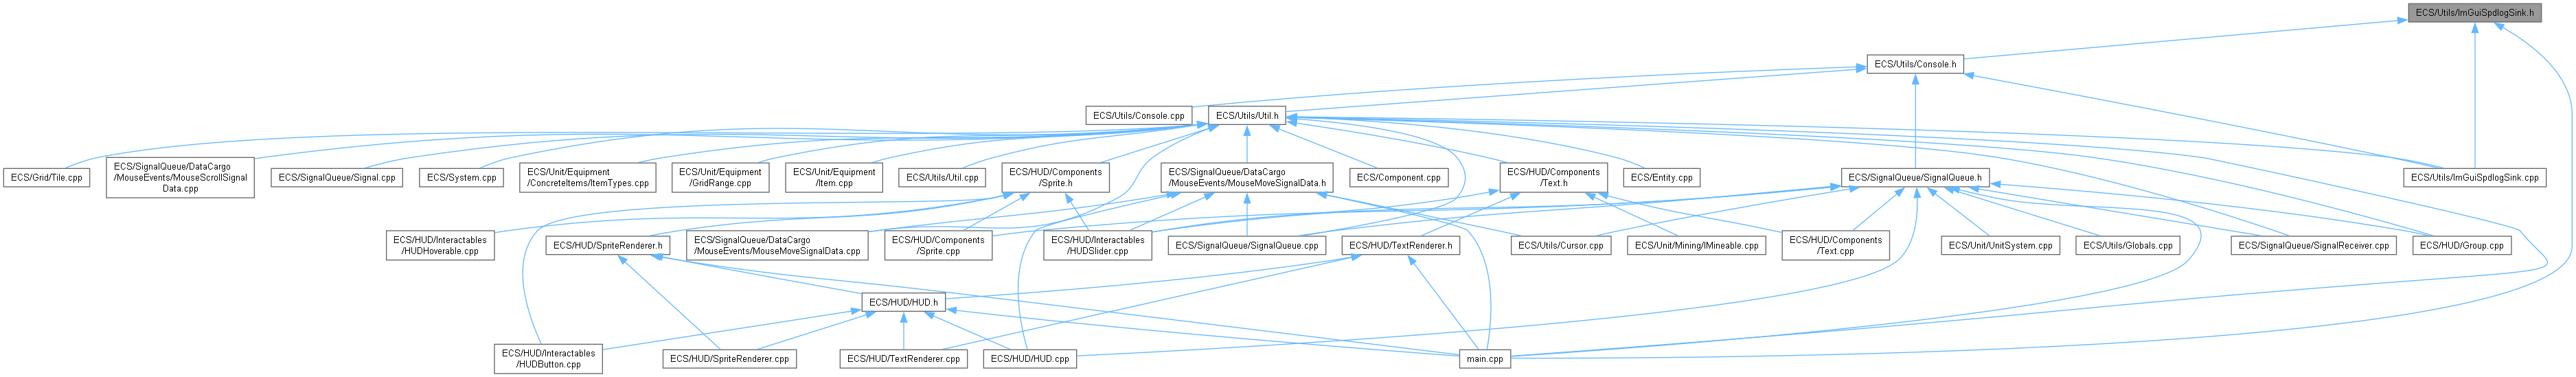 ECS/Utils/ImGuiSpdlogSink.h
ECS/Utils/Console.h
ECS/Utils/Console.cpp
ECS/Utils/Util.h
ECS/Grid/Tile.cpp
ECS/SignalQueue/DataCargo
/MouseEvents/MouseScrollSignal
Data.cpp
ECS/SignalQueue/Signal.cpp
ECS/System.cpp
ECS/Unit/Equipment
/ConcreteItems/ItemTypes.cpp
ECS/Unit/Equipment
/GridRange.cpp
ECS/Unit/Equipment
/Item.cpp
ECS/Utils/Util.cpp
ECS/HUD/Components
/Sprite.h
ECS/SignalQueue/DataCargo
/MouseEvents/MouseMoveSignalData.h
ECS/Component.cpp
ECS/HUD/Components
/Text.h
ECS/Entity.cpp
ECS/SignalQueue/SignalQueue.h
ECS/Utils/ImGuiSpdlogSink.cpp
ECS/HUD/Interactables
/HUDHoverable.cpp
ECS/HUD/SpriteRenderer.h
ECS/SignalQueue/DataCargo
/MouseEvents/MouseMoveSignalData.cpp
ECS/HUD/Components
/Sprite.cpp
ECS/HUD/Interactables
/HUDSlider.cpp
ECS/SignalQueue/SignalQueue.cpp
ECS/HUD/TextRenderer.h
ECS/Utils/Cursor.cpp
ECS/Unit/Mining/IMineable.cpp
ECS/HUD/Components
/Text.cpp
ECS/Unit/UnitSystem.cpp
ECS/Utils/Globals.cpp
ECS/SignalQueue/SignalReceiver.cpp
ECS/HUD/Group.cpp
ECS/HUD/HUD.h
ECS/HUD/Interactables
/HUDButton.cpp
ECS/HUD/SpriteRenderer.cpp
ECS/HUD/TextRenderer.cpp
ECS/HUD/HUD.cpp
main.cpp